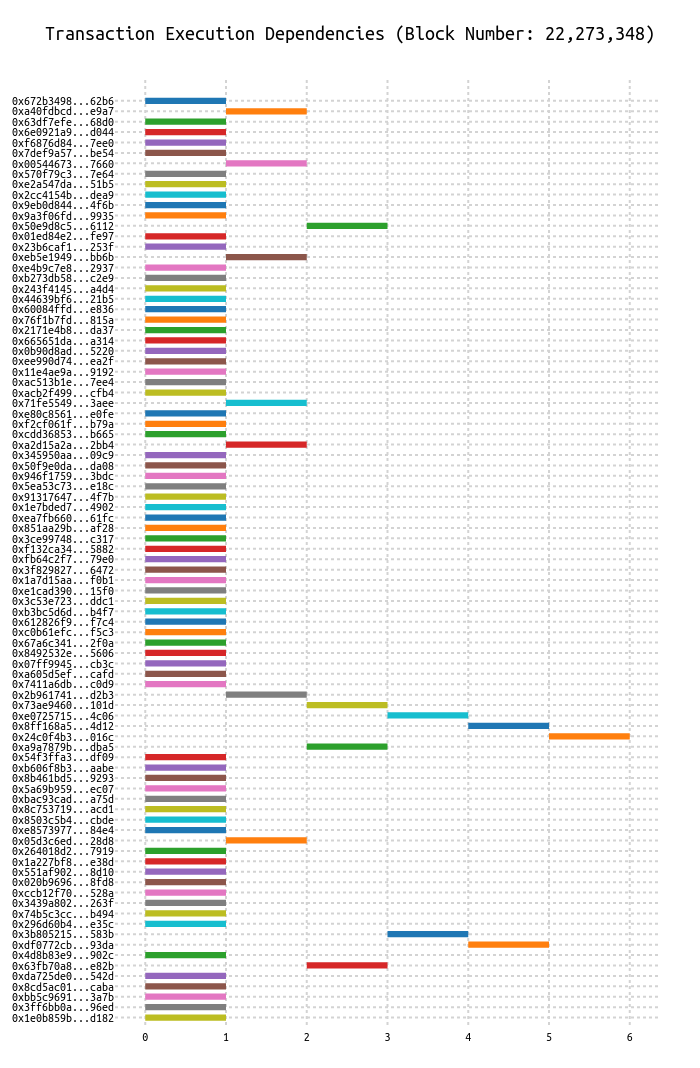 Transaction Execution Dependencies (Block Number: 22,273,348)
0x672b3498...62b6
0xa40fdbcd...e9a7
0x63df7efe...68d0
0x6e0921a9...d044
0xf6876d84...7ee0
0x7def9a57...be54
0x00544673...7660
0x570f79c3...7e64
0xe2a547da...51b5
0x2cc4154b...dea9
0x9eb0d844...4f6b
0x9a3f06fd...9935
0x50e9d8c5...6112
0x01ed84e2...fe97
0x23b6caf1...253f
0xeb5e1949...bb6b
0xe4b9c7e8...2937
0xb273db58...c2e9
0x243f4145...a4d4
0x44639bf6...21b5
0x60084ffd...e836
0x76f1b7fd...815a
0x2171e4b8...da37
0x665651da...a314
0x0b90d8ad...5220
0xee990d74...ea2f
0x11e4ae9a...9192
0xac513b1e...7ee4
0xacb2f499...cfb4
0x71fe5549...3aee
0xe80c8561...e0fe
0xf2cf061f...b79a
0xcdd36853...b665
0xa2d15a2a...2bb4
0x345950aa...09c9
0x50f9e0da...da08
0x946f1759...3bdc
0x5ea53c73...e18c
0x91317647...4f7b
0x1e7bded7...4902
0xea7fb660...61fc
0x851aa29b...af28
0x3ce99748...c317
0xf132ca34...5882
0xfb64c2f7...79e0
0x3f829827...6472
0x1a7d15aa...f0b1
0xe1cad390...15f0
0x3c53e723...ddc1
0xb3bc5d6d...b4f7
0x612826f9...f7c4
0xc0b61efc...f5c3
0x67a6c341...2f0a
0x8492532e...5606
0x07ff9945...cb3c
0xa605d5ef...cafd
0x7411a6db...c0d9
0x2b961741...d2b3
0x73ae9460...101d
0xe0725715...4c06
0x8ff168a5...4d12
0x24c0f4b3...016c
0xa9a7879b...dba5
0x54f3ffa3...df09
0xb606f8b3...aabe
0x8b461bd5...9293
0x5a69b959...ec07
0xbac93cad...a75d
0x8c753719...acd1
0x8503c5b4...cbde
0xe8573977...84e4
0x05d3c6ed...28d8
0x264018d2...7919
0x1a227bf8...e38d
0x551af902...8d10
0x020b9696...8fd8
0xccb12f70...528a
0x3439a802...263f
0x74b5c3cc...b494
0x296d60b4...e35c
0x3b805215...583b
0xdf0772cb...93da
0x4d8b83e9...902c
0x63fb70a8...e82b
0xda725de0...542d
0x8cd5ac01...caba
0xbb5c9691...3a7b
0x3ff6bb0a...96ed
0x1e0b859b...d182
0 1 2 3 4 5 6